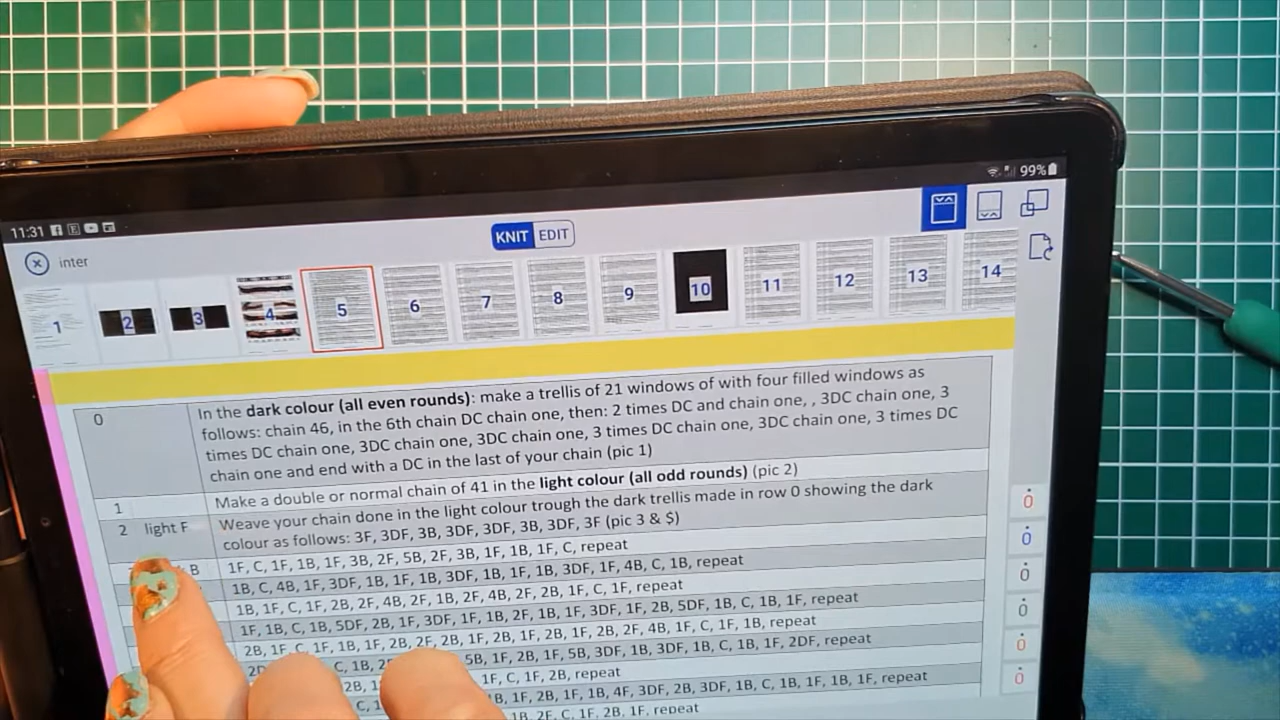 11:31
99%
inter
KNIT EDIT
1 2 3 4 5 6 7 8 9 10 11 12 13 14
0
In the dark colour (all even rounds): make a trellis of 21 windows of with four filled windows as
follows: chain 46, in the 6th chain DC chain one, then: 2 times DC and chain one, , 3DC chain one, 3
times DC chain one, 3DC chain one, 3DC chain one, 3 times DC chain one, 3DC chain one, 3 times DC
chain one and end with a DC in the last of your chain (pic 1)
1 Make a double or normal chain of 41 in the light colour (all odd rounds) (pic 2)
2 light F Weave your chain done in the light colour trough the dark trellis made in row 0 showing the dark
colour as follows: 3F, 3DF, 3B, 3DF, 3DF, 3B, 3DF, 3F (pic 3 & $)
B 1F, C, 1F, 1B, 1F, 3B, 2F, 5B, 2F, 3B, 1F, 1B, 1F, C, repeat
1B, C, 4B, 1F, 3DF, 1B, 1F, 1B, 3DF, 1B, 1F, 1B, 3DF, 1F, 4B, C, 1B, repeat
1B, 1F, C, 1F, 2B, 2F, 4B, 2F, 1B, 2F, 4B, 2F, 2B, 1F, C, 1F, repeat
1F, 1B, C, 1B, 5DF, 2B, 1F, 3DF, 1F, 1B, 2F, 1B, 1F, 3DF, 1F, 2B, 5DF, 1B, C, 1B, 1F, repeat
2B, 1F, C, 1F, 1B, 1F, 2B, 2F, 2B, 1F, 2B, 1F, 2B, 1F, 2B, 2F, 4B, 1F, C, 1F, 1B, repeat
C, 1B, 5B, 1F, 2B, 1F, 5B, 3DF, 1B, 3DF, 1B, C, 1B, 1F, 2DF, repeat
2B, 1F, C, 1F, 2B, repeat
C, 1B, 1F, 2B, 1F, 1B, 4F, 3DF, 2B, 3DF, 1B, C, 1B, 1F, 1B, 1F, repeat
1B, 2F, C, 2B, 1F, repeat
0
0
0
0
0
0